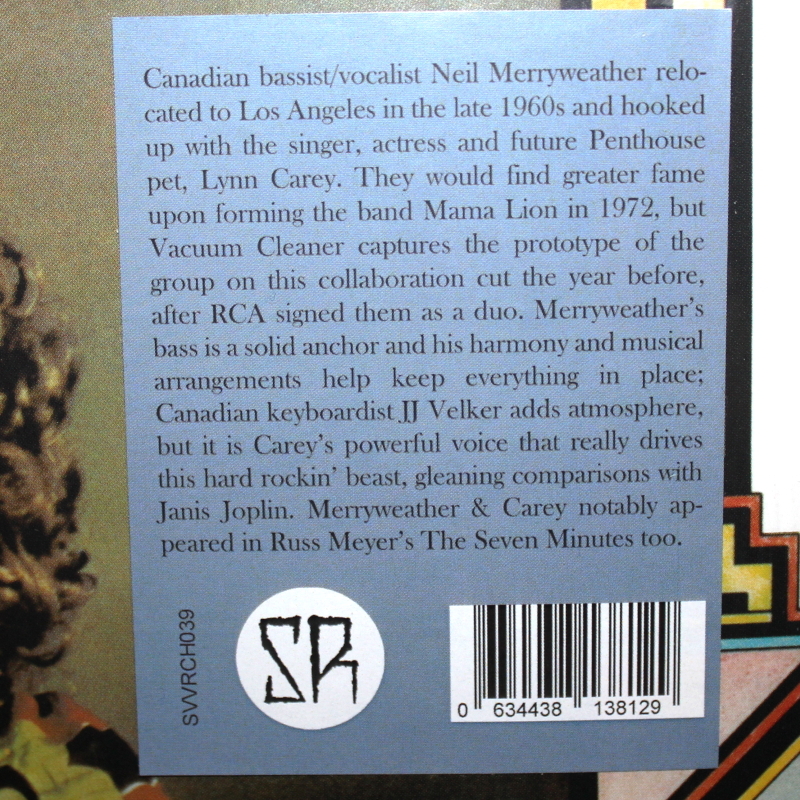 Canadian bassist/vocalist Neil Merryweather relo-
cated to Los Angeles in the late 1960s and hooked
up with the singer, actress and future Penthouse
pet, Lynn Carey. They would find greater fame
upon forming the band Mama Lion in 1972, but
Vacuum Cleaner captures the prototype of the
group on this collaboration cut the year before,
after RCA signed them as a duo. Merryweather's
bass is a solid anchor and his harmony and musical
arrangements help keep everything in place;
Canadian keyboardist JJ Velker adds atmosphere,
but it is Carey's powerful voice that really drives
this hard rockin' beast, gleaning comparisons with
Janis Joplin. Merryweather & Carey notably ap-
peared in Russ Meyer's The Seven Minutes too.
SVVRCH039
SR
0 634438 138129